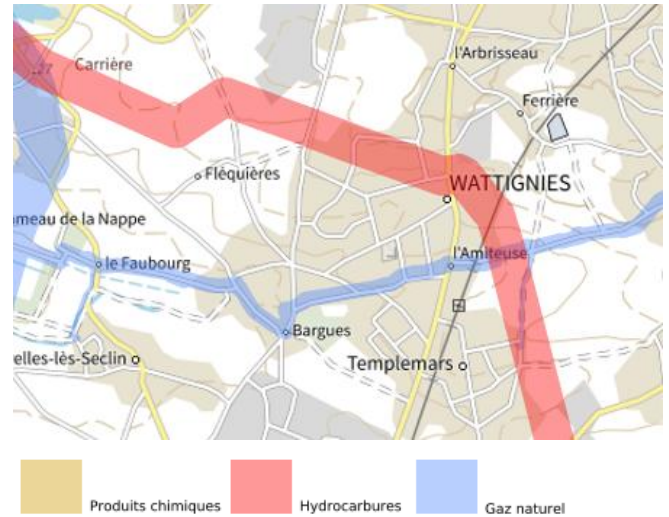 l'Arbrisseau
Carrière
Ferrière
Fléquières
WATTIGNIES
meau de la Nappe
l'Amiteuse
le Faubourg
Bargues
elles-lès-Seclin
Templemars
Produits chimiques
Hydrocarbures
Gaz naturel